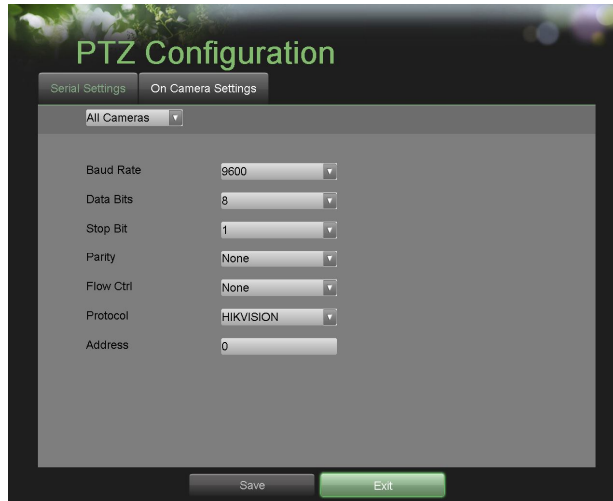 PTZ Configuration
Serial Settings On Camera Settings
All Cameras
Baud Rate 9600
Data Bits 8
Stop Bit 1
Parity None
Flow Ctrl None
Protocol HIKVISION
Address 0
Save Exit